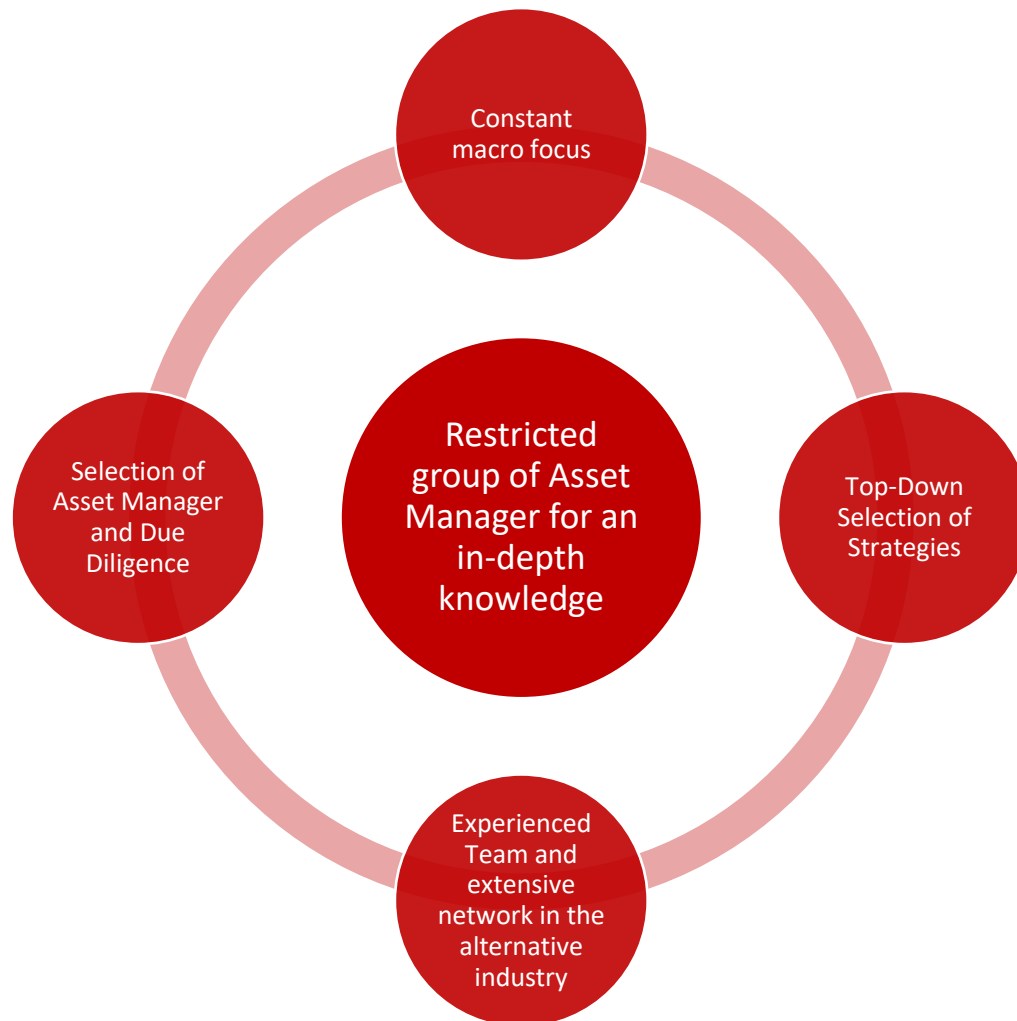 Constant
macro focus
Selection of
Asset Manager
and Due
Diligence
Restricted
group of Asset
Manager for an
in-depth
knowledge
Top-Down
Selection of
Strategies
Experienced
Team and
extensive
network in the
alternative
industry